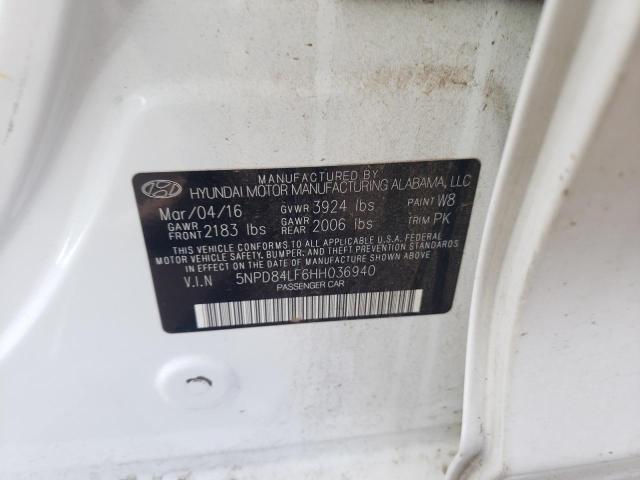 MANUFACTURED BY
HYUNDAI MOTOR MANUFACTURING ALABAMA, LLC
Mar/04/16 GVWR 3924 lbs PAINT W8
GAWR FRONT 2183 lbs GAWR REAR 2006 lbs TRIM PK
THIS VEHICLE CONFORMS TO ALL APPLICABLE U.S.A. FEDERAL
MOTOR VEHICLE SAFETY, BUMPER, AND THEFT PREVENTION STANDARDS
IN EFFECT ON THE DATE OF MANUFACTURE SHOWN ABOVE.
V.I.N 5NPD84LF6HH036940
PASSENGER CAR